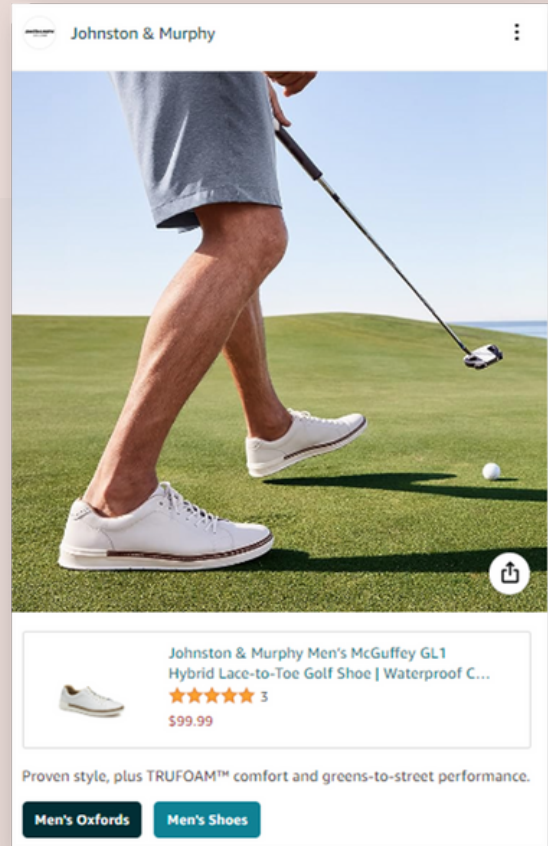 Johnston & Murphy
Johnston & Murphy Men's McGuffey GL1
Hybrid Lace-to-Toe Golf Shoe | Waterproof C...
3
$99.99
Proven style, plus TRUFOAM™ comfort and greens-to-street performance.
Men's Oxfords
Men's Shoes